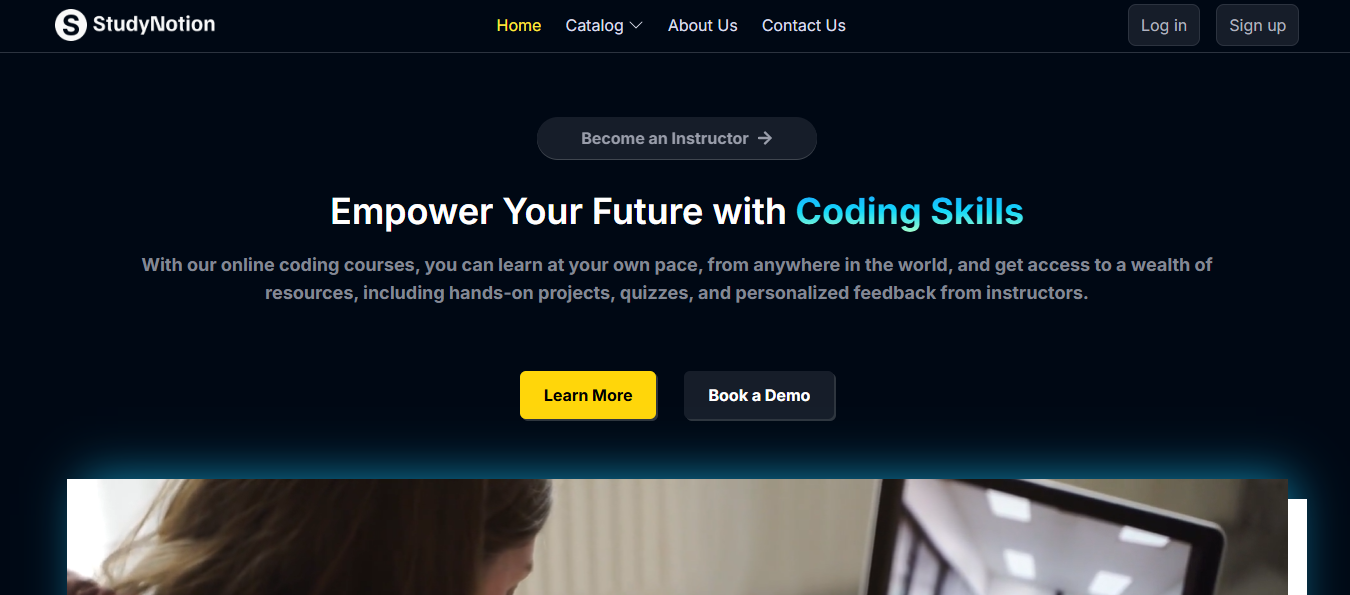 StudyNotion
Home Catalog About Us Contact Us
Log in Sign up
Become an Instructor →
Empower Your Future with Coding Skills
With our online coding courses, you can learn at your own pace, from anywhere in the world, and get access to a wealth of
resources, including hands-on projects, quizzes, and personalized feedback from instructors.
Learn More Book a Demo